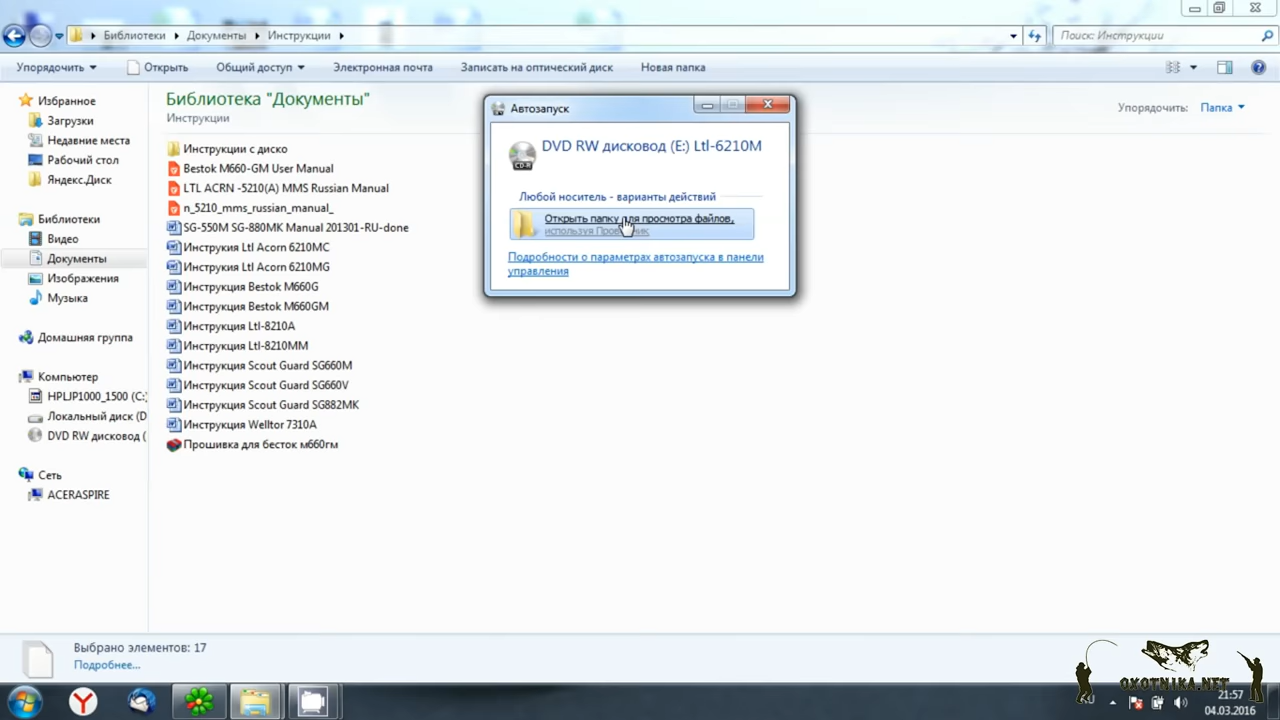 Библиотеки
Документы
Инструкции
Поиск: Инструкции
Упорядочить
Открыть
Общий доступ
Электронная почта
Записать на оптический диск
Новая папка
Избранное
Загрузки
Недавние места
Рабочий стол
Яндекс.Диск
Библиотеки
Видео
Документы
Изображения
Музыка
Домашняя группа
Компьютер
HPLJP1000_1500 (C:)
Локальный диск (D
DVD RW дисковод (
Сеть
ACERASPIRE
Библиотека "Документы"
Инструкции
Упорядочить:
Папка
Инструкции с диско
Bestok M660-GM User Manual
LTL ACRN -5210(A) MMS Russian Manual
n_5210_mms_russian_manual_
SG-550M SG-880MK Manual 201301-RU-done
Инструкия Ltl Acorn 6210MC
Инструкция Ltl Acorn 6210MG
Инструкция Bestok M660G
Инструкция Bestok M660GM
Инструкция Ltl-8210A
Инструкция Ltl-8210MM
Инструкция Scout Guard SG660M
Инструкция Scout Guard SG660V
Инструкция Scout Guard SG882MK
Инструкция Welltor 7310A
Прошивка для бесток м660гм
Автозапуск
DVD RW дисковод (E:) Ltl-6210M
CD-R
Любой носитель - варианты действий
Открыть папку для просмотра файлов,
используя Проводник
Подробности о параметрах автозапуска в панели
управления
Выбрано элементов: 17
Подробнее...
OXOTNIKA.NET
21:57
04.03.2016